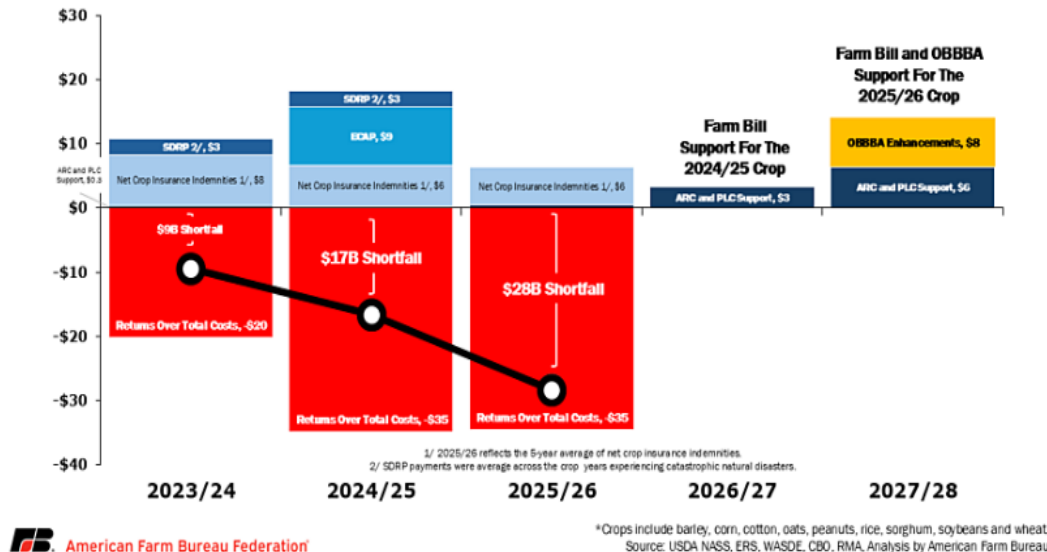 $30
$20
$10
$0
-$10
-$20
-$30
-$40
ARC and PLC
Support, $0.3
SDRP 2/, $3
Net Crop Insurance Indemnities 1/, $8
$9B Shortfall
Returns Over Total Costs, -$20
SDRP 2/, $3
ECAP, $9
Net Crop Insurance Indemnities 1/, $6
$17B Shortfall
Returns Over Total Costs, -$35
Net Crop Insurance Indemnities 1/, $6
$28B Shortfall
Returns Over Total Costs, -$35
Farm Bill
Support For The
2024/25 Crop
ARC and PLC Support, $3
Farm Bill and OBBBA
Support For The
2025/26 Crop
OBBBA Enhancements, $8
ARC and PLC Support, $6
1/ 2025/26 reflects the 5-year average of net crop insurance indemnities.
2/ SDRP payments were average across the crop years experiencing catastrophic natural disasters.
2023/24
2024/25
2025/26
2026/27
2027/28
FB
American Farm Bureau Federation®
*Crops include barley, corn, cotton, oats, peanuts, rice, sorghum, soybeans and wheat
Source: USDA NASS, ERS, WASDE, CBO, RMA, Analysis by American Farm Bureau